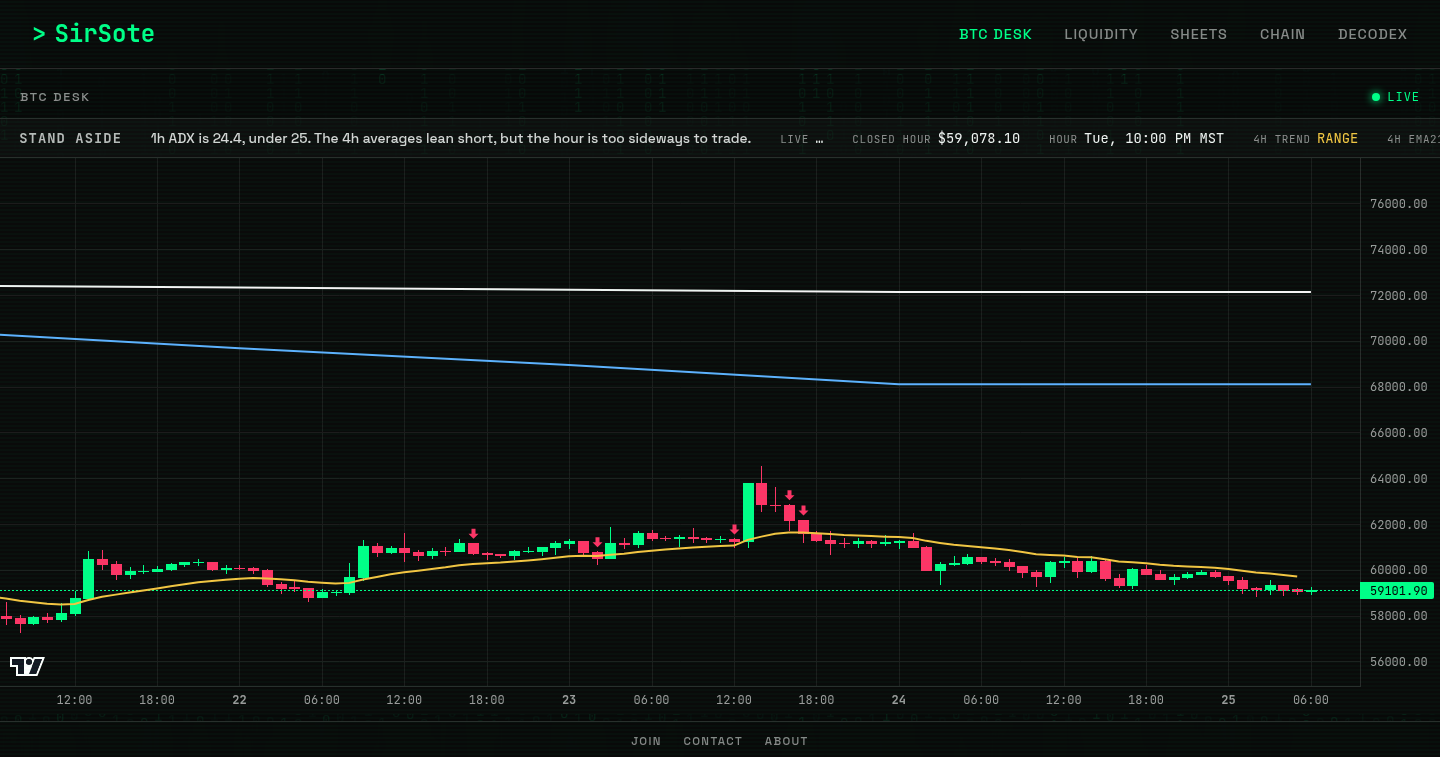 > SirSote
BTC DESK LIQUIDITY SHEETS CHAIN DECODEX
BTC DESK
LIVE
STAND ASIDE 1h ADX is 24.4, under 25. The 4h averages lean short, but the hour is too sideways to trade. LIVE … CLOSED HOUR $59,078.10 HOUR Tue, 10:00 PM MST 4H TREND RANGE 4H EMA21
76000.00
74000.00
72000.00
70000.00
68000.00
66000.00
64000.00
62000.00
60000.00
59101.90
58000.00
56000.00
12:00 18:00 22 06:00 12:00 18:00 23 06:00 12:00 18:00 24 06:00 12:00 18:00 25 06:00
JOIN CONTACT ABOUT